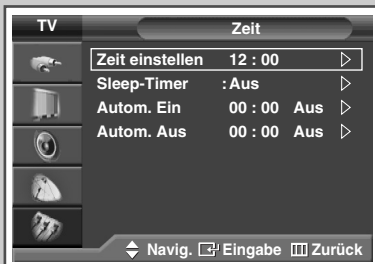 TV Zeit
Zeit einstellen 12 : 00
Sleep-Timer : Aus
Autom. Ein 00 : 00 Aus
Autom. Aus 00 : 00 Aus
Navig. Eingabe Zurück